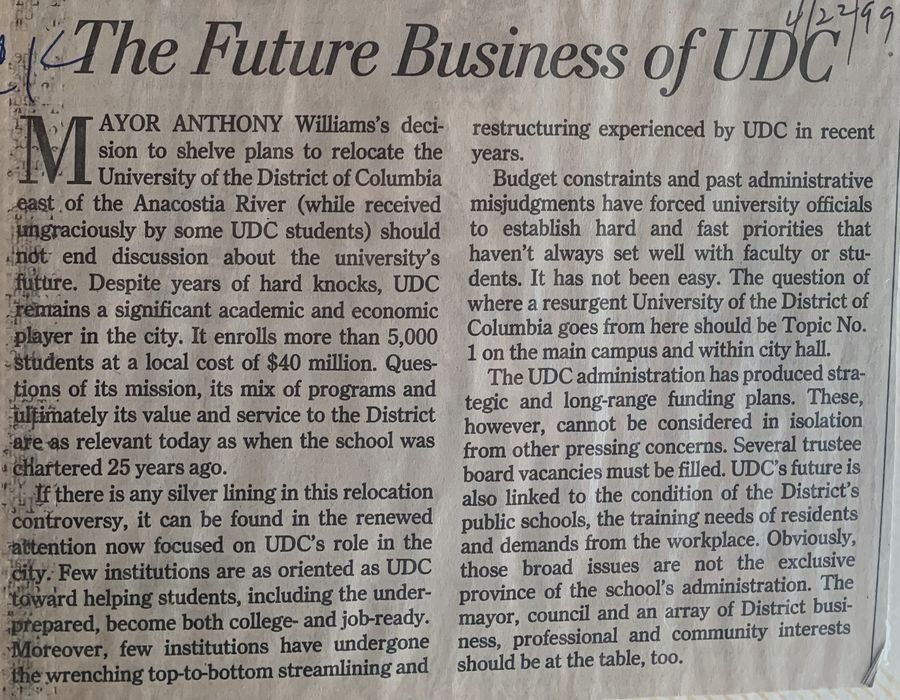 4/22/99
The Future Business of UDC
MAYOR ANTHONY Williams's deci-
sion to shelve plans to relocate the
University of the District of Columbia
east of the Anacostia River (while received
ungraciously by some UDC students) should
not end discussion about the university's
future. Despite years of hard knocks, UDC
remains a significant academic and economic
player in the city. It enrolls more than 5,000
students at a local cost of $40 million. Ques-
tions of its mission, its mix of programs and
ultimately its value and service to the District
are as relevant today as when the school was
chartered 25 years ago.
If there is any silver lining in this relocation
controversy, it can be found in the renewed
attention now focused on UDC's role in the
city. Few institutions are as oriented as UDC
toward helping students, including the under-
prepared, become both college- and job-ready.
Moreover, few institutions have undergone
the wrenching top-to-bottom streamlining and
restructuring experienced by UDC in recent
years.
Budget constraints and past administrative
misjudgments have forced university officials
to establish hard and fast priorities that
haven't always set well with faculty or stu-
dents. It has not been easy. The question of
where a resurgent University of the District of
Columbia goes from here should be Topic No.
1 on the main campus and within city hall.
The UDC administration has produced stra-
tegic and long-range funding plans. These,
however, cannot be considered in isolation
from other pressing concerns. Several trustee
board vacancies must be filled. UDC's future is
also linked to the condition of the District's
public schools, the training needs of residents
and demands from the workplace. Obviously,
those broad issues are not the exclusive
province of the school's administration. The
mayor, council and an array of District busi-
ness, professional and community interests
should be at the table, too.